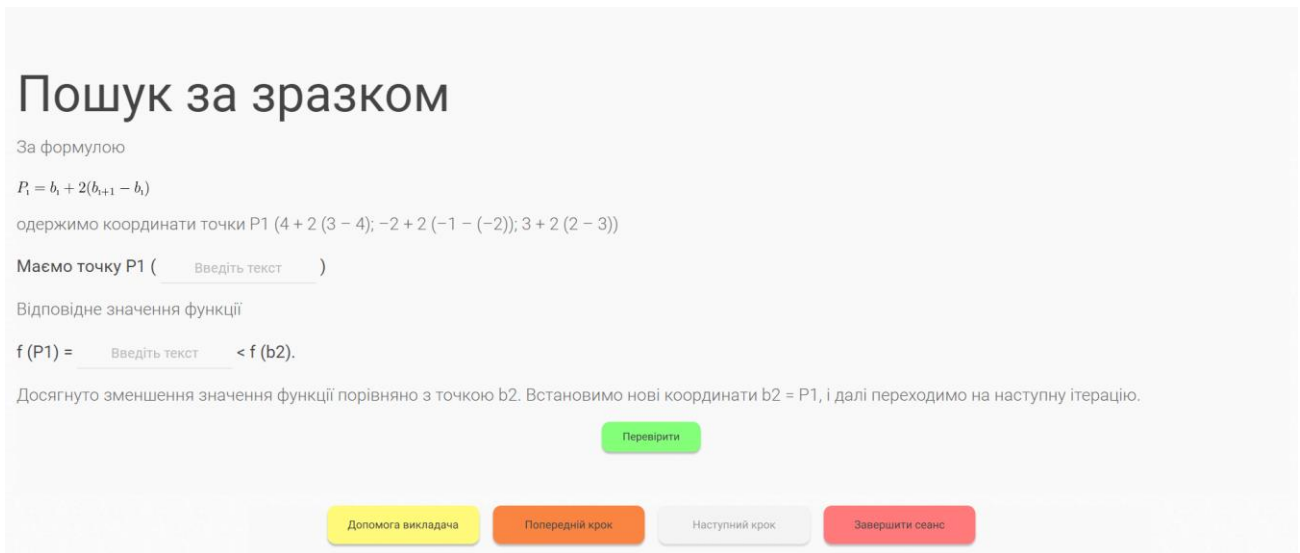 Пошук за зразком
За формулою
P₁ = b₁ + 2(b₁₊₁ − b₁)
одержимо координати точки P1 (4 + 2 (3 − 4); −2 + 2 (−1 − (−2)); 3 + 2 (2 − 3))
Маємо точку P1 ( Введіть текст )
Відповідне значення функції
f (P1) = Введіть текст < f (b2).
Досягнуто зменшення значення функції порівняно з точкою b2. Встановимо нові координати b2 = P1, і далі переходимо на наступну ітерацію.
Перевірити
Допомога викладача Попередній крок Наступний крок Завершити сеанс